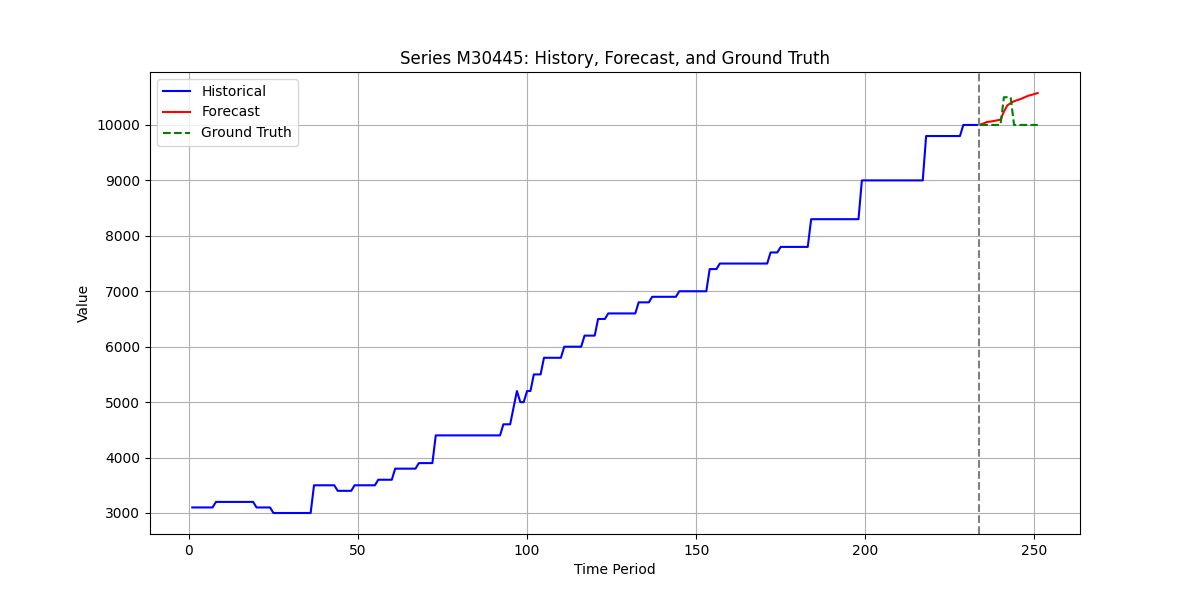 Series M30445: History, Forecast, and Ground Truth
Historical
Forecast
Ground Truth
10000
9000
8000
7000
6000
5000
4000
3000
Value
0 50 100 150 200 250
Time Period